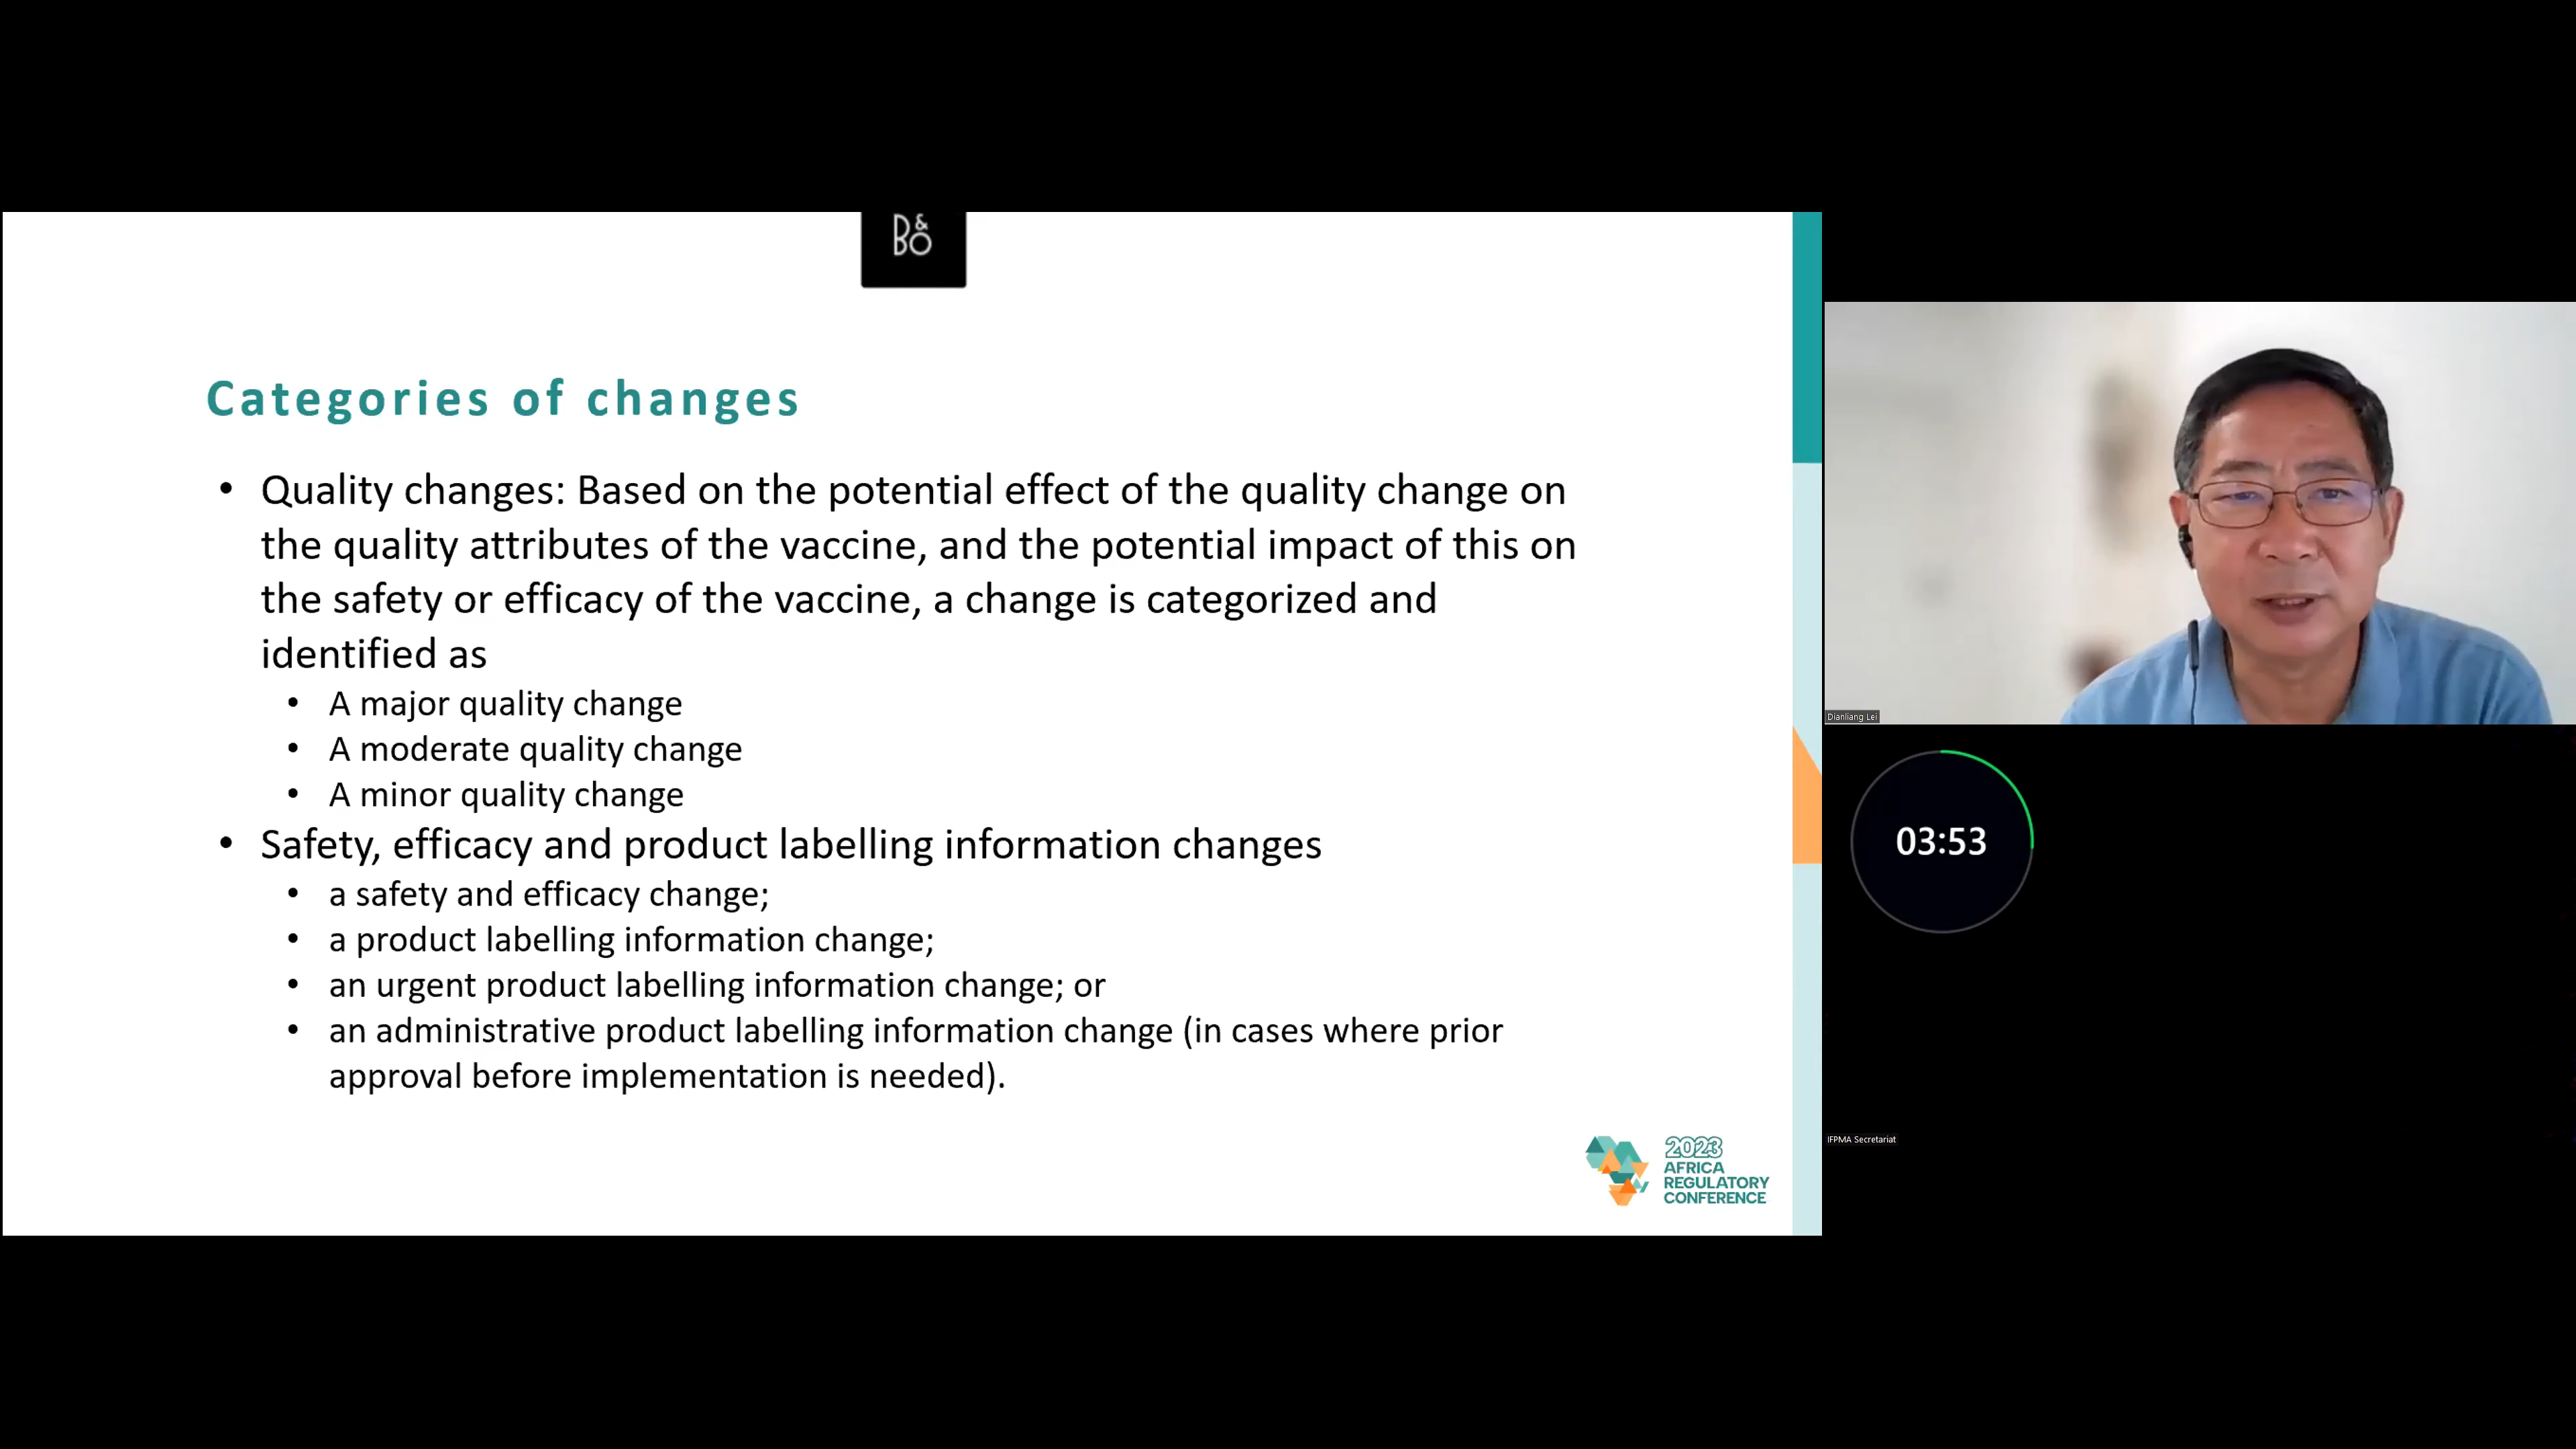 B&O
Categories of changes
• Quality changes: Based on the potential effect of the quality change on
the quality attributes of the vaccine, and the potential impact of this on
the safety or efficacy of the vaccine, a change is categorized and
identified as
• A major quality change
• A moderate quality change
• A minor quality change
• Safety, efficacy and product labelling information changes
• a safety and efficacy change;
• a product labelling information change;
• an urgent product labelling information change; or
• an administrative product labelling information change (in cases where prior
approval before implementation is needed).
2023
AFRICA
REGULATORY
CONFERENCE
Dianliang Lei
03:53
IFPMA Secretariat